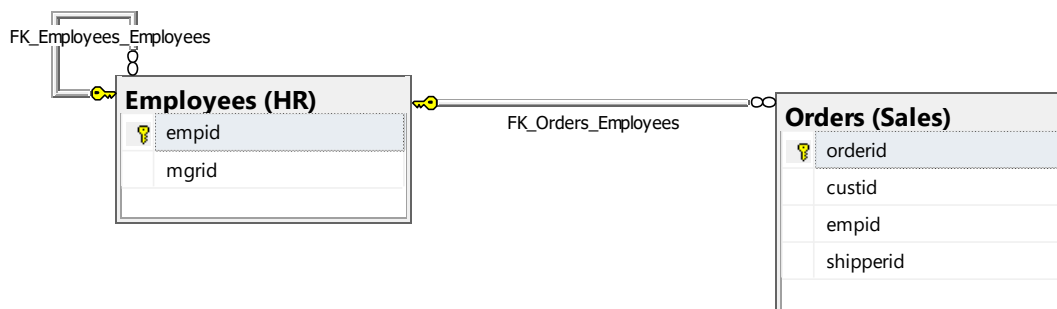 FK_Employees_Employees
Employees (HR)
empid
mgrid
FK_Orders_Employees
Orders (Sales)
orderid
custid
empid
shipperid